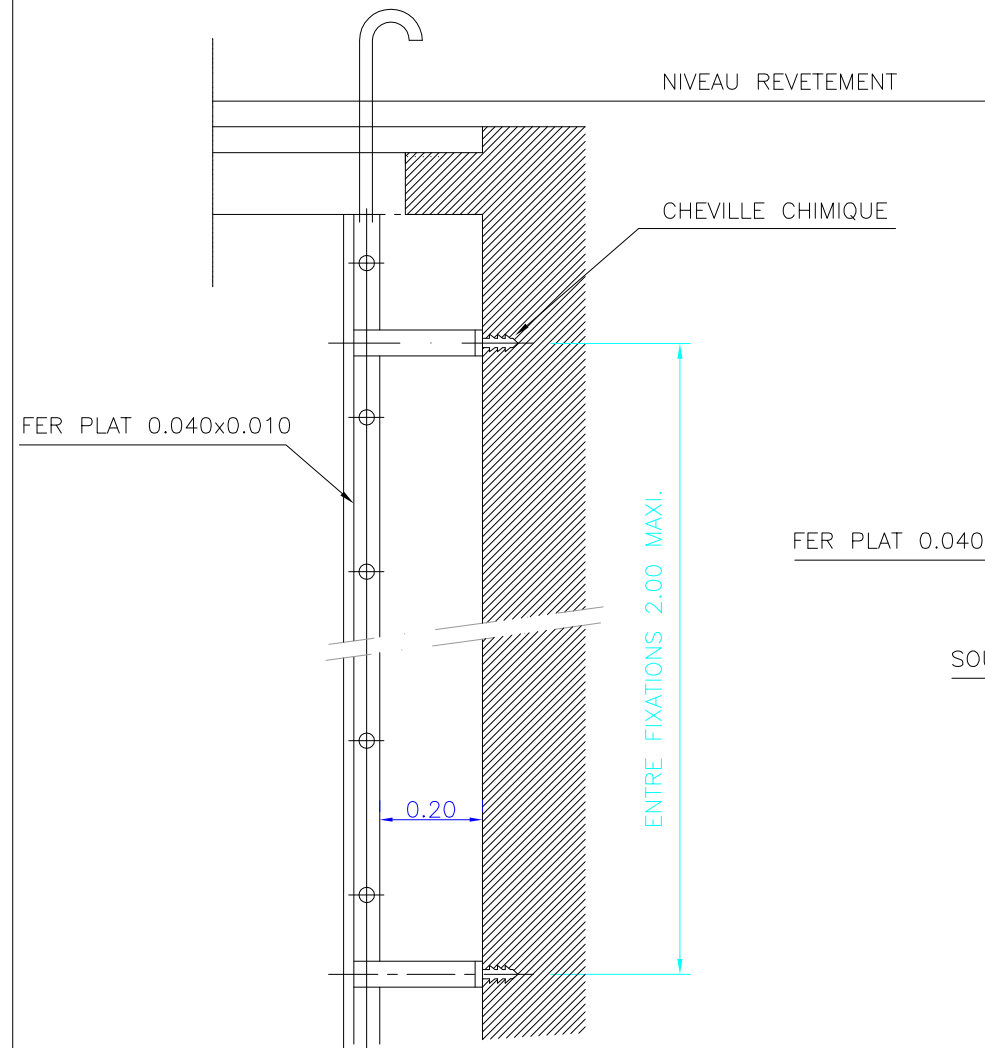 NIVEAU REVETEMENT
CHEVILLE CHIMIQUE
FER PLAT 0.040x0.010
ENTRE FIXATIONS 2.00 MAXI.
FER PLAT 0.040
SOU
0.20